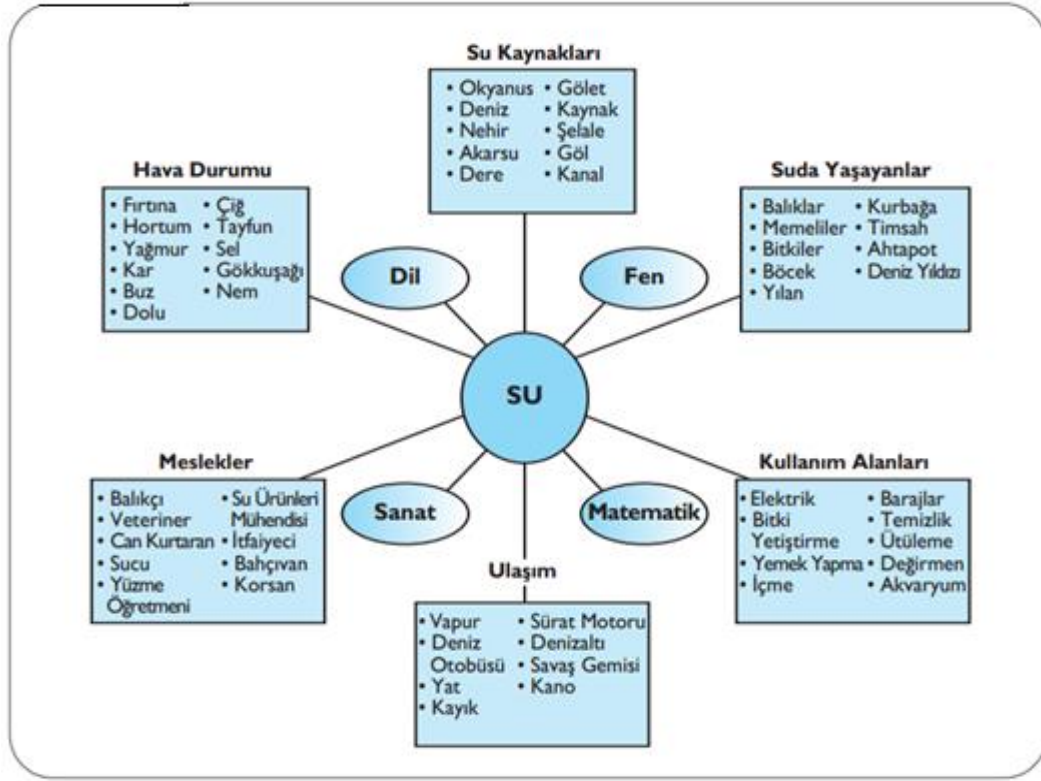 Su Kaynakları
• Okyanus • Gölet
• Deniz • Kaynak
• Nehir • Şelale
• Akarsu • Göl
• Dere • Kanal
Hava Durumu
• Fırtına • Çiğ
• Hortum • Tayfun
• Yağmur • Sel
• Kar • Gökkuşağı
• Buz • Nem
• Dolu
Suda Yaşayanlar
• Balıklar • Kurbağa
• Memeliler • Timsah
• Bitkiler • Ahtapot
• Böcek • Deniz Yıldızı
• Yılan
Dil
Fen
SU
Meslekler
• Balıkçı • Su Ürünleri
• Veteriner Mühendisi
• Can Kurtaran • İtfaiyeci
• Sucu • Bahçıvan
• Yüzme • Korsan
Öğretmeni
Sanat
Matematik
Kullanım Alanları
• Elektrik • Barajlar
• Bitki • Temizlik
Yetiştirme • Ütüleme
• Yemek Yapma • Değirmen
• İçme • Akvaryum
Ulaşım
• Vapur • Sürat Motoru
• Deniz • Denizaltı
Otobüsü • Savaş Gemisi
• Yat • Kano
• Kayık